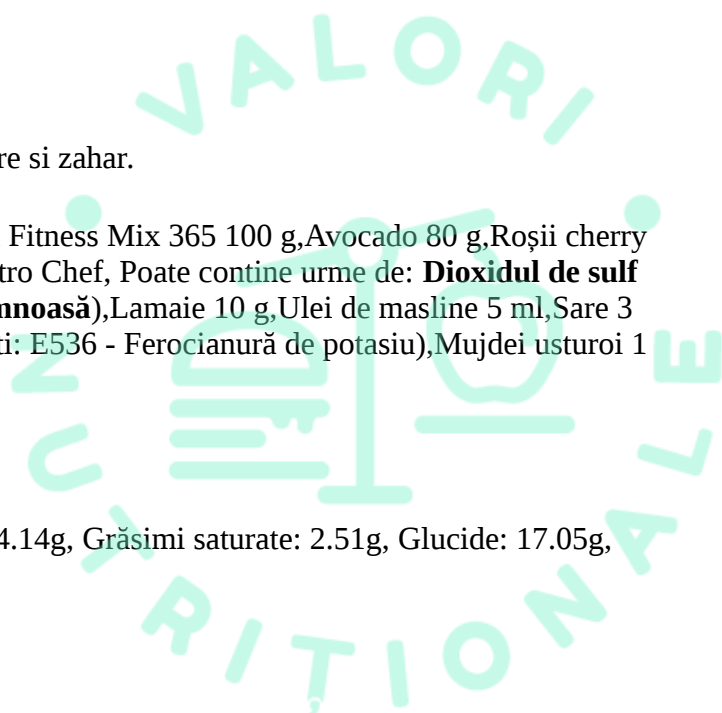 VALORI
re si zahar.
Fitness Mix 365 100 g,Avocado 80 g,Roșii cherry
tro Chef, Poate contine urme de: Dioxidul de sulf
mnoasă),Lamaie 10 g,Ulei de masline 5 ml,Sare 3
ti: E536 - Ferocianură de potasiu),Mujdei usturoi 1
4.14g, Grăsimi saturate: 2.51g, Glucide: 17.05g,
NUTRIȚIONALE